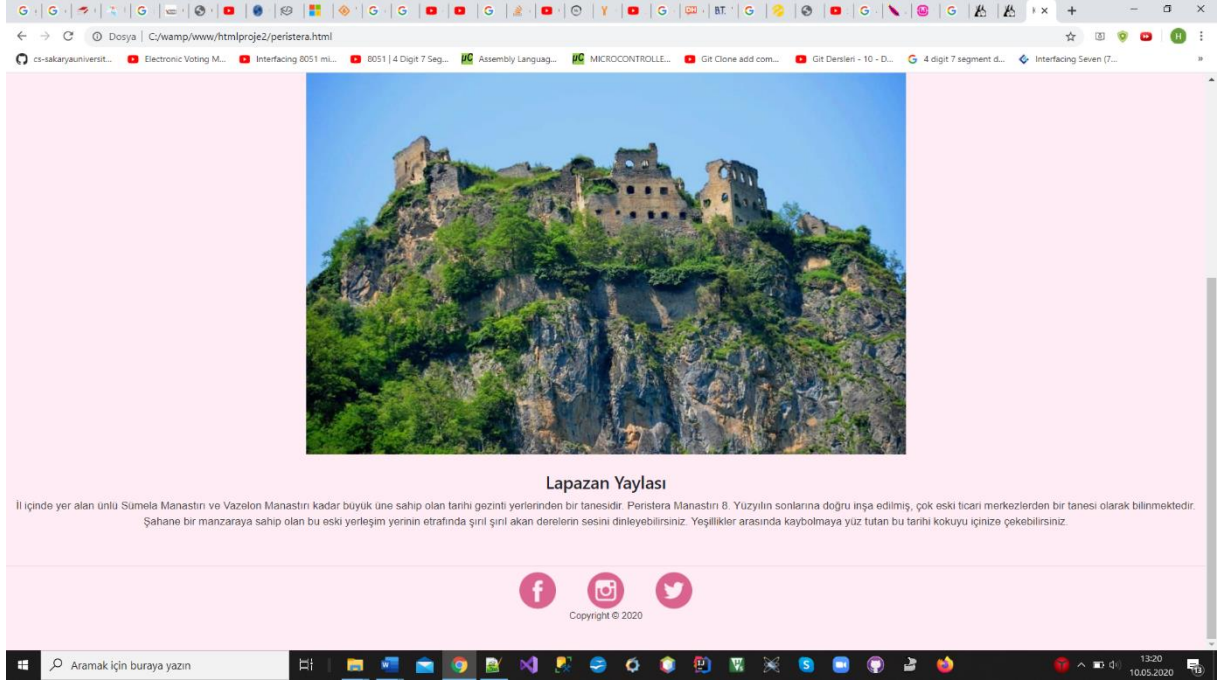 Dosya | C:/wamp/www/htmlproje2/peristera.html
cs-sakaryauniversit... Electronic Voting M... Interfacing 8051 mi... 8051 | 4 Digit 7 Seg... Assembly Languag... MICROCONTROLLE... Git Clone add com... Git Dersleri - 10 - D... 4 digit 7 segment d... Interfacing Seven (7...
Lapazan Yaylası
İl içinde yer alan ünlü Sümela Manastırı ve Vazelon Manastırı kadar büyük üne sahip olan tarihi gezinti yerlerinden bir tanesidir. Peristera Manastırı 8. Yüzyılın sonlarına doğru inşa edilmiş, çok eski ticari merkezlerden bir tanesi olarak bilinmektedir.
Şahane bir manzaraya sahip olan bu eski yerleşim yerinin etrafında şırıl şırıl akan derelerin sesini dinleyebilirsiniz. Yeşillikler arasında kaybolmaya yüz tutan bu tarihi kokuyu içinize çekebilirsiniz.
Copyright © 2020
Aramak için buraya yazın
13:20
10.05.2020